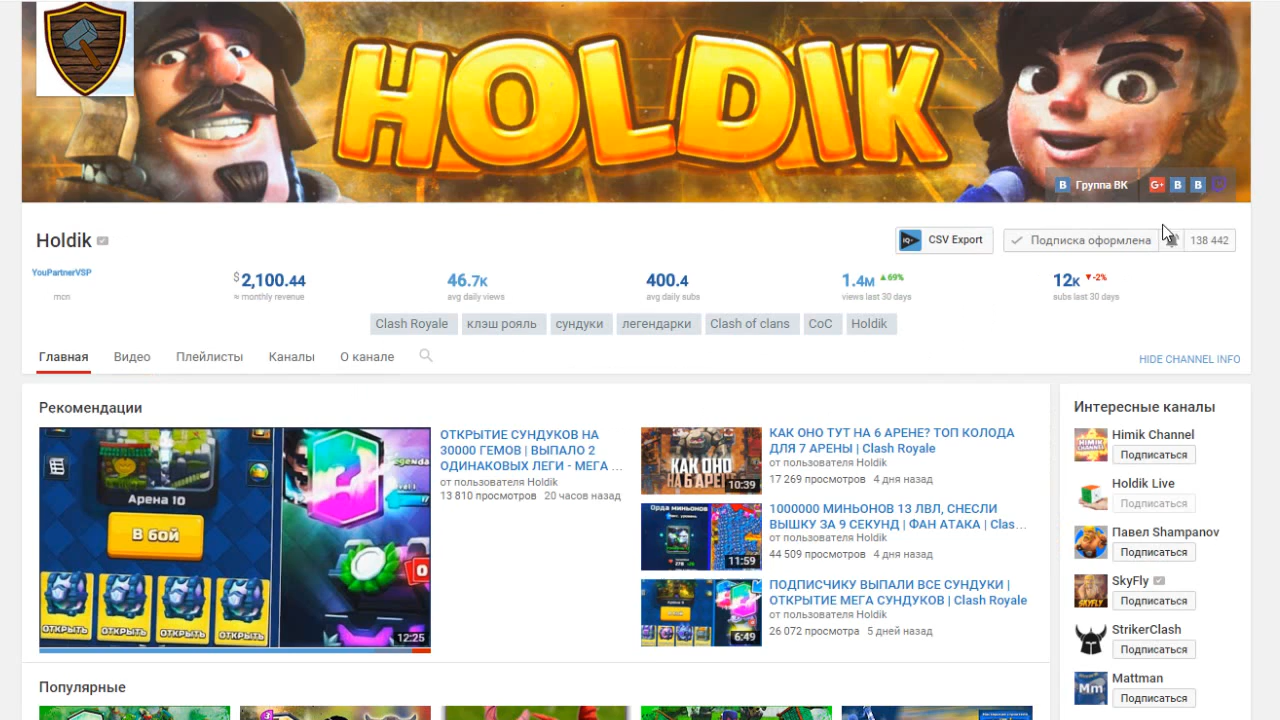 HOLDIK
Группа ВК
Holdik
CSV Export
Подписка оформлена
138 442
YouPartnerVSP
mcn
$2,100.44
≈ monthly revenue
46.7K
avg daily views
400.4
avg daily subs
1.4M ▲69%
views last 30 days
12K ▼-2%
subs last 30 days
Clash Royale клэш рояль сундуки легендарки Clash of clans CoC Holdik
Главная Видео Плейлисты Каналы О канале
HIDE CHANNEL INFO
Рекомендации
Арена 10
В бой
ОТКРЫТЬ ОТКРЫТЬ ОТКРЫТЬ ОТКРЫТЬ
12:25
ОТКРЫТИЕ СУНДУКОВ НА
30000 ГЕМОВ | ВЫПАЛО 2
ОДИНАКОВЫХ ЛЕГИ - МЕГА ...
от пользователя Holdik
13 810 просмотров 20 часов назад
КАК ОНО
НА 6 АРЕНЕ
10:39
КАК ОНО ТУТ НА 6 АРЕНЕ? ТОП КОЛОДА
ДЛЯ 7 АРЕНЫ | Clash Royale
от пользователя Holdik
17 269 просмотров 4 дня назад
Орда миньонов
11:59
1000000 МИНЬОНОВ 13 ЛВЛ, СНЕСЛИ
ВЫШКУ ЗА 9 СЕКУНД | ФАН АТАКА | Clas...
от пользователя Holdik
44 509 просмотров 4 дня назад
6:49
ПОДПИСЧИКУ ВЫПАЛИ ВСЕ СУНДУКИ |
ОТКРЫТИЕ МЕГА СУНДУКОВ | Clash Royale
от пользователя Holdik
26 072 просмотра 5 дней назад
Популярные
Интересные каналы
Himik Channel
Подписаться
Holdik Live
Подписаться
Павел Shampanov
Подписаться
SkyFly
Подписаться
StrikerClash
Подписаться
Mm
Mattman
Подписаться